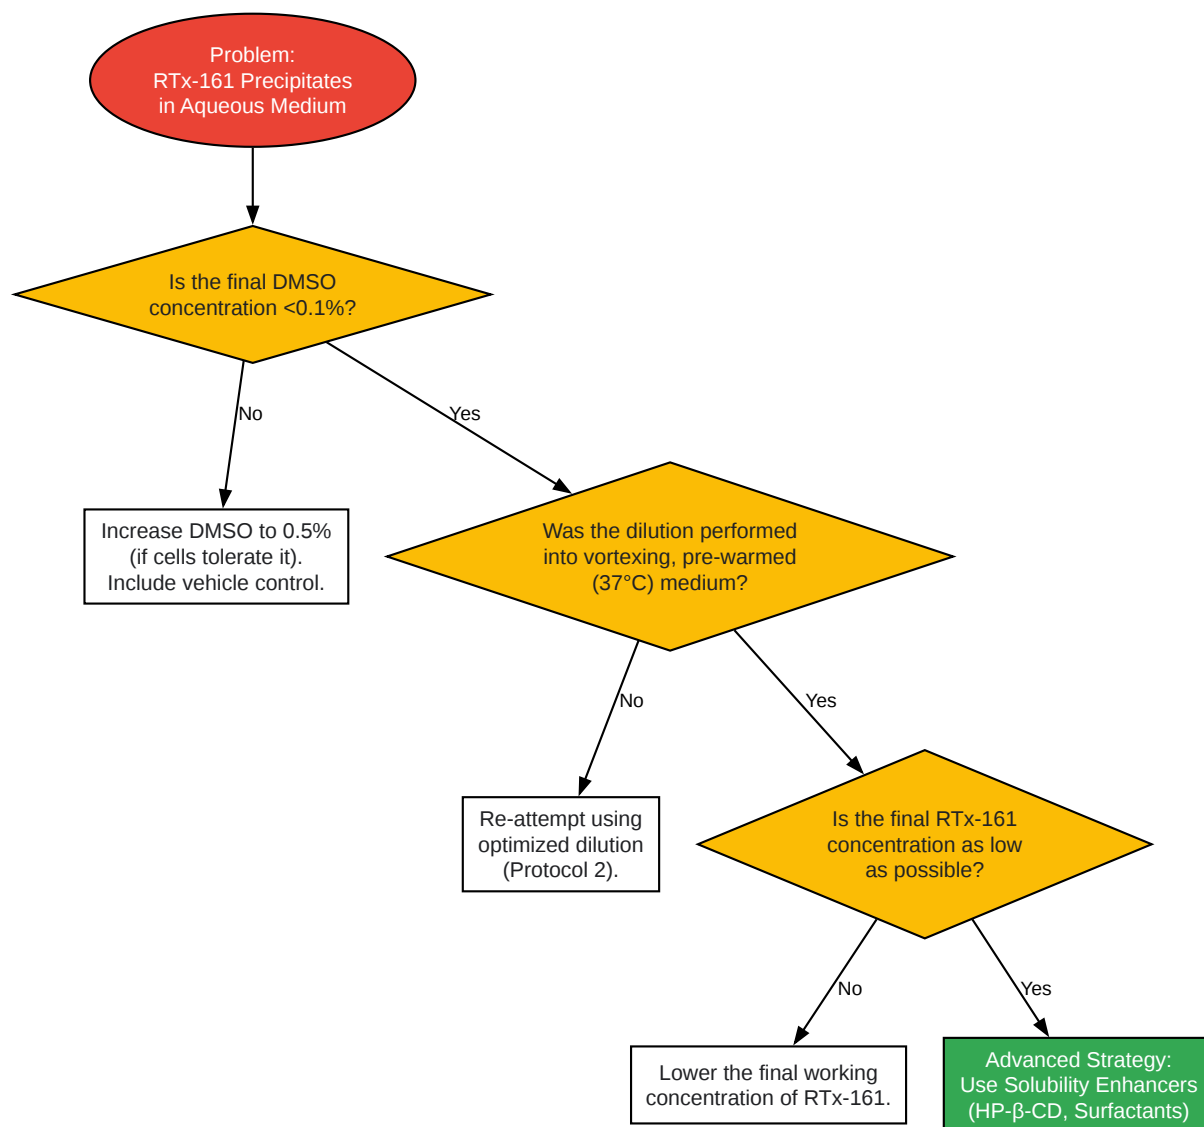 Problem:
RTx-161 Precipitates
in Aqueous Medium
Is the final DMSO
concentration <0.1%?
No
Yes
Increase DMSO to 0.5%
(if cells tolerate it).
Include vehicle control.
Was the dilution performed
into vortexing, pre-warmed
(37°C) medium?
No
Yes
Re-attempt using
optimized dilution
(Protocol 2).
Is the final RTx-161
concentration as low
as possible?
No
Yes
Lower the final working
concentration of RTx-161.
Advanced Strategy:
Use Solubility Enhancers
(HP-β-CD, Surfactants)